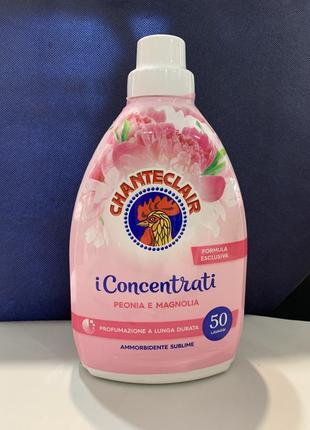 CHANTECLAIR
FORMULA
ESCLUSIVA
i Concentrati
PEONIA E MAGNOLIA
PROFUMAZIONE A LUNGA DURATA
50
LAVAGGI
AMMORBIDENTE SUBLIME